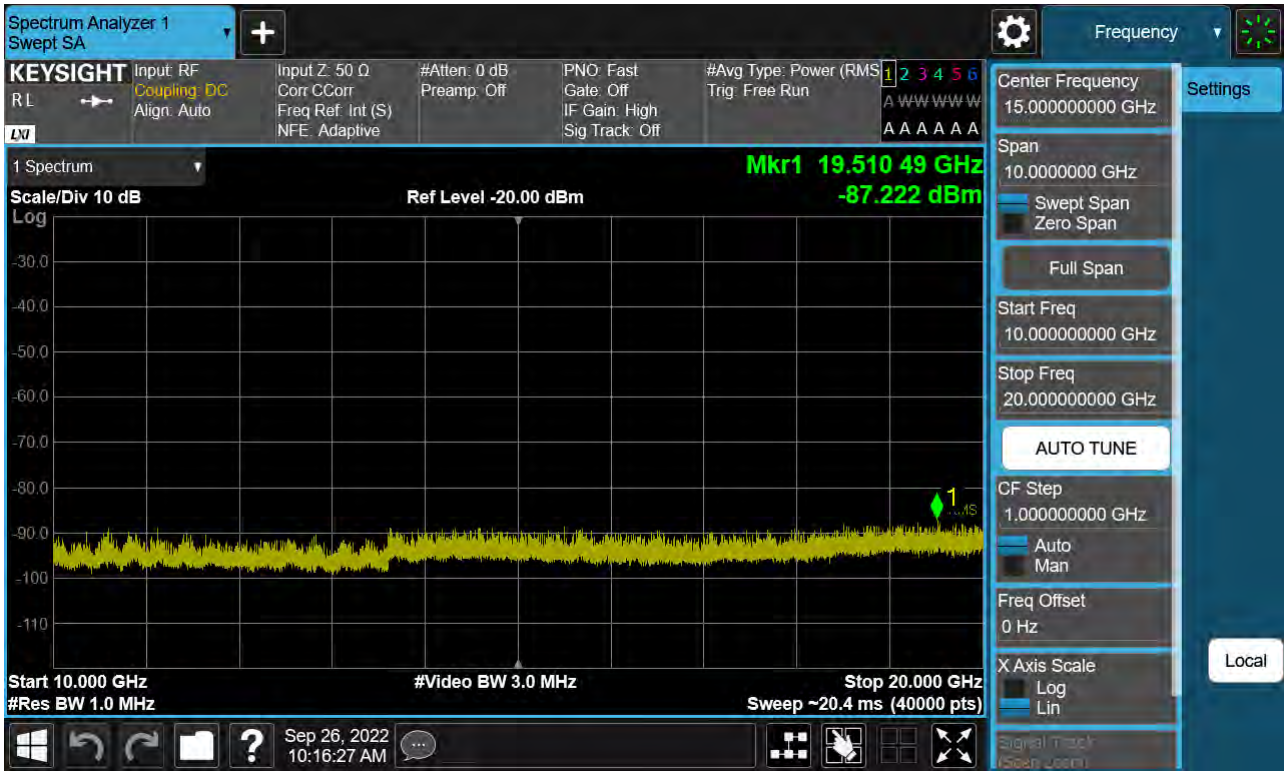 Spectrum Analyzer 1
Swept SA
+
Frequency
KEYSIGHT
RL
LXI
Input: RF
Coupling: DC
Align: Auto
Input Z: 50 Ω
Corr CCorr
Freq Ref: Int (S)
NFE: Adaptive
#Atten: 0 dB
Preamp: Off
PNO: Fast
Gate: Off
IF Gain: High
Sig Track: Off
#Avg Type: Power (RMS
Trig: Free Run
1 2 3 4 5 6
A W W W W W
A A A A A A
1 Spectrum
Scale/Div 10 dB
Log
Ref Level -20.00 dBm
Mkr1 19.510 49 GHz
-87.222 dBm
-30.0
-40.0
-50.0
-60.0
-70.0
-80.0
-90.0
-100
-110
1
Start 10.000 GHz
#Res BW 1.0 MHz
#Video BW 3.0 MHz
Stop 20.000 GHz
Sweep ~20.4 ms (40000 pts)
Center Frequency
15.000000000 GHz
Span
10.0000000 GHz
Swept Span
Zero Span
Full Span
Start Freq
10.000000000 GHz
Stop Freq
20.000000000 GHz
AUTO TUNE
CF Step
1.000000000 GHz
Auto
Man
Freq Offset
0 Hz
X Axis Scale
Log
Lin
Signal Track
(Span Zoom)
Settings
Local
?
Sep 26, 2022
10:16:27 AM